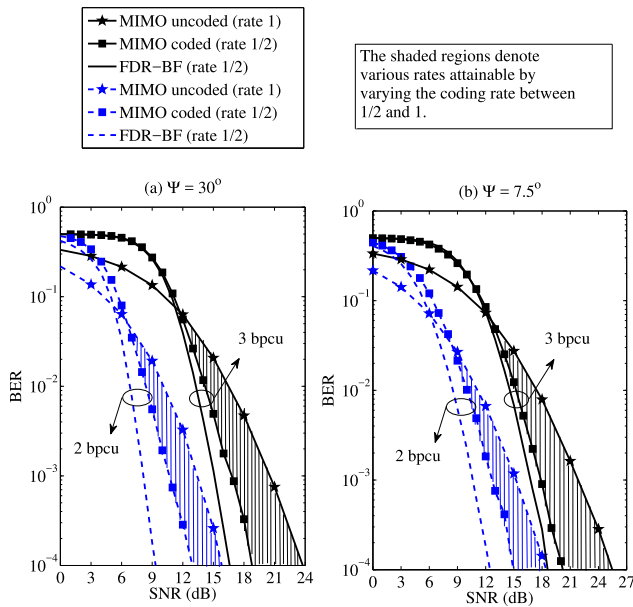 MIMO uncoded (rate 1)
MIMO coded (rate 1/2)
FDR−BF (rate 1/2)
MIMO uncoded (rate 1)
MIMO coded (rate 1/2)
FDR−BF (rate 1/2)
The shaded regions denote
various rates attainable by
varying the coding rate between
1/2 and 1.
(a) Ψ = 30°
10^0
10^−1
10^−2
10^−3
10^−4
BER
3 bpcu
2 bpcu
0 3 6 9 12 15 18 21 24
SNR (dB)
(b) Ψ = 7.5°
10^0
10^−1
10^−2
10^−3
10^−4
BER
3 bpcu
2 bpcu
0 3 6 9 12 15 18 21 24 27
SNR (dB)